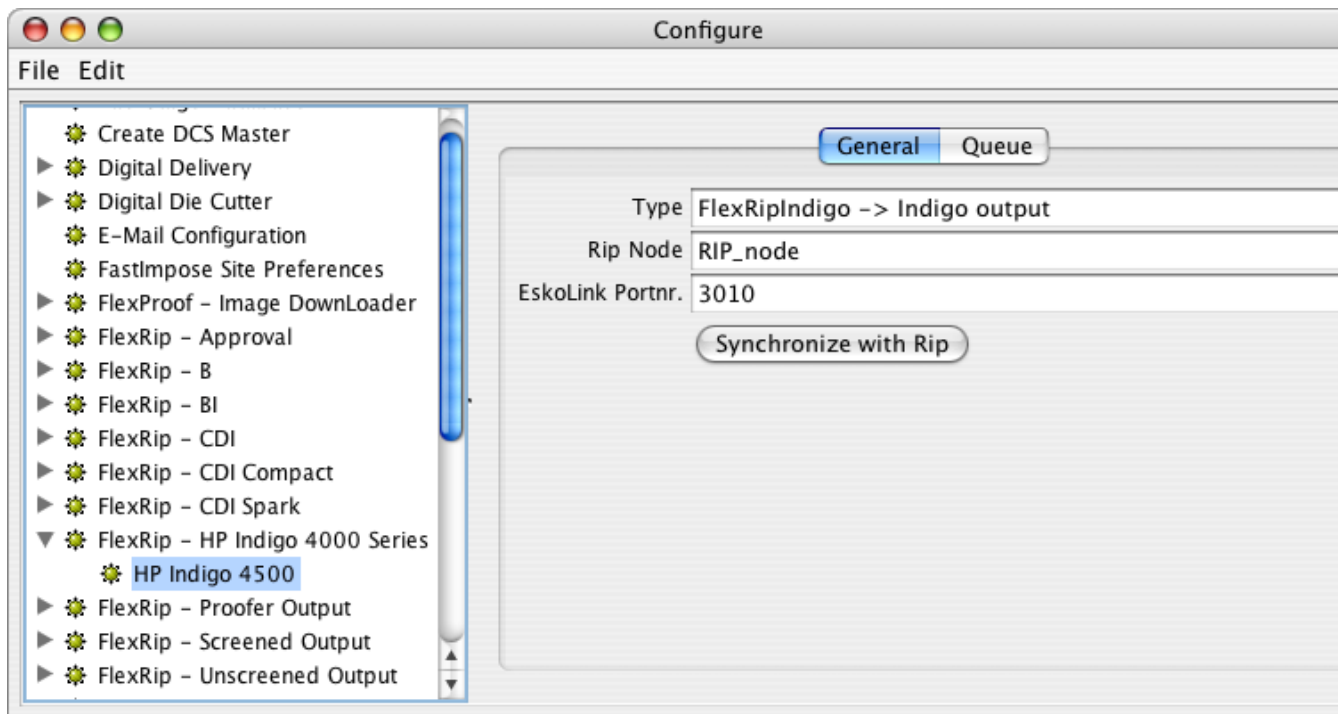 Configure
File Edit
Create DCS Master
Digital Delivery
Digital Die Cutter
E-Mail Configuration
FastImpose Site Preferences
FlexProof - Image DownLoader
FlexRip - Approval
FlexRip - B
FlexRip - BI
FlexRip - CDI
FlexRip - CDI Compact
FlexRip - CDI Spark
FlexRip - HP Indigo 4000 Series
HP Indigo 4500
FlexRip - Proofer Output
FlexRip - Screened Output
FlexRip - Unscreened Output
General Queue
Type FlexRipIndigo -> Indigo output
Rip Node RIP_node
EskoLink Portnr. 3010
Synchronize with Rip